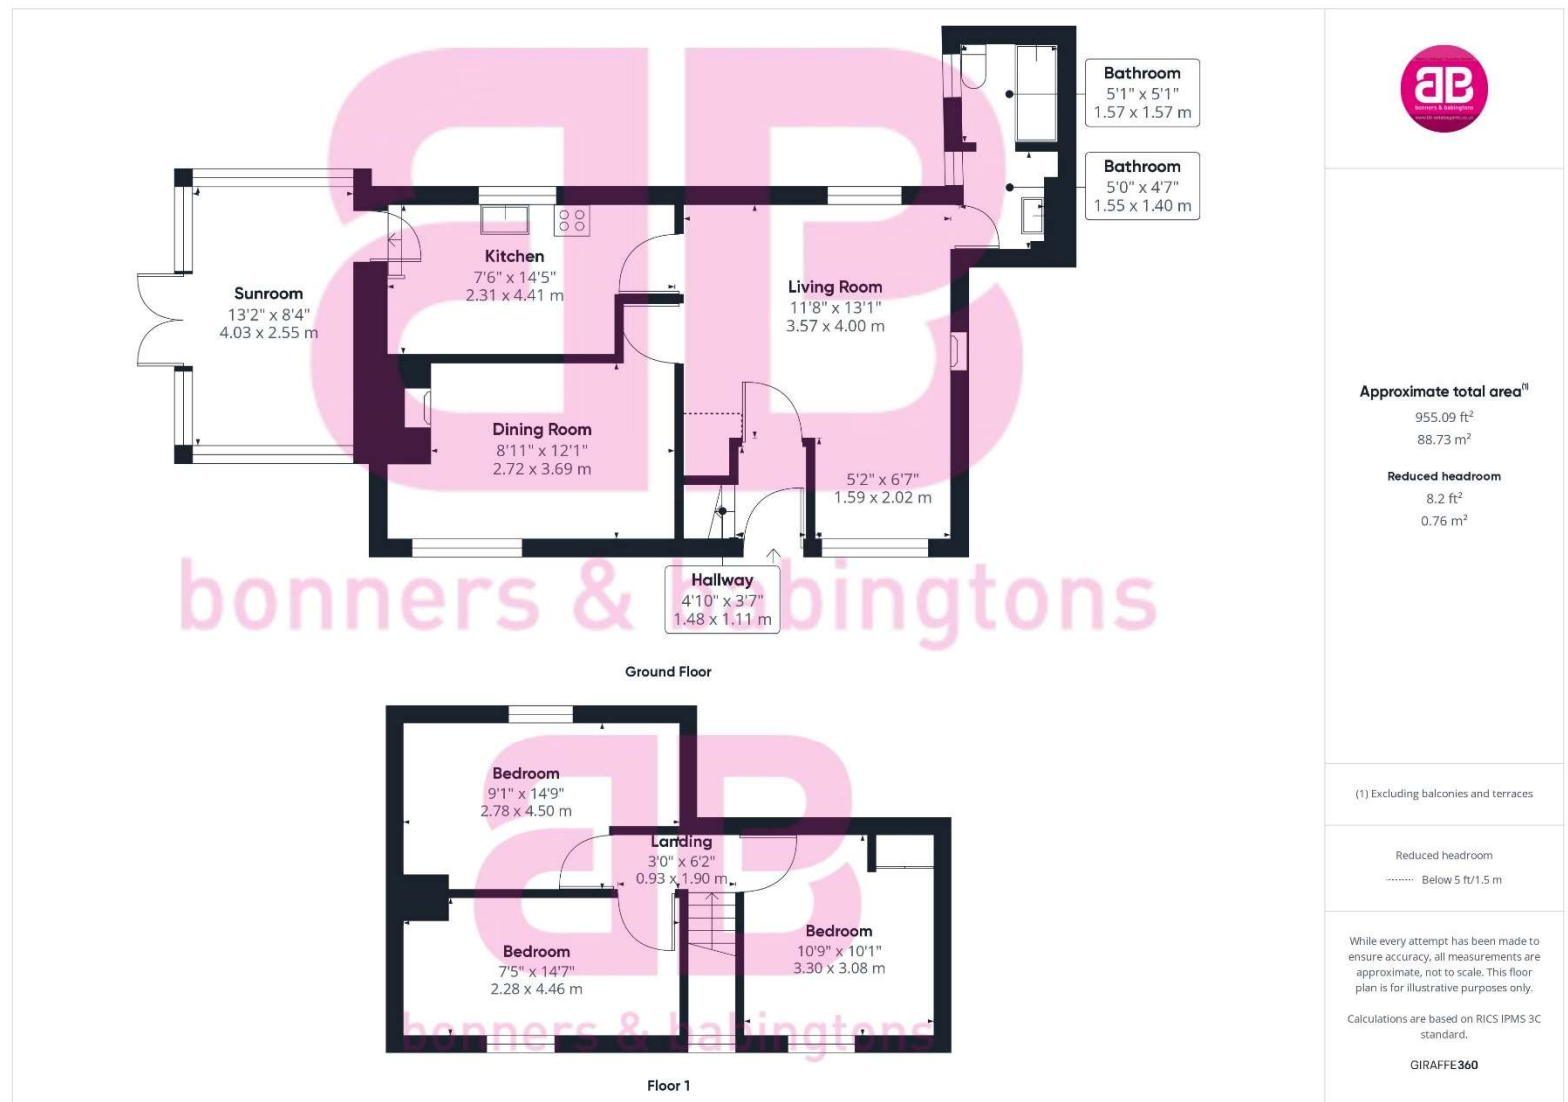 Bathroom
5'1" x 5'1"
1.57 x 1.57 m
Bathroom
5'0" x 4'7"
1.55 x 1.40 m
Kitchen
7'6" x 14'5"
2.31 x 4.41 m
Sunroom
13'2" x 8'4"
4.03 x 2.55 m
Living Room
11'8" x 13'1"
3.57 x 4.00 m
Dining Room
8'11" x 12'1"
2.72 x 3.69 m
5'2" x 6'7"
1.59 x 2.02 m
Hallway
4'10" x 3'7"
1.48 x 1.11 m
bonners & babingtons
Ground Floor
Bedroom
9'1" x 14'9"
2.78 x 4.50 m
Landing
3'0" x 6'2"
0.93 x 1.90 m
Bedroom
7'5" x 14'7"
2.28 x 4.46 m
Bedroom
10'9" x 10'1"
3.30 x 3.08 m
bonners & babingtons
Floor 1
bonners & babingtons
Approximate total area(1)
955.09 ft²
88.73 m²
Reduced headroom
8.2 ft²
0.76 m²
(1) Excluding balconies and terraces
Reduced headroom
Below 5 ft/1.5 m
While every attempt has been made to
ensure accuracy, all measurements are
approximate, not to scale. This floor
plan is for illustrative purposes only.
Calculations are based on RICS IPMS 3C
standard.
GIRAFFE360